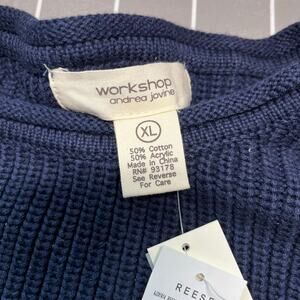 workshop
andrea jovine
XL
50% Cotton
50% Acrylic
Made in China
RN# 93178
See Reverse
For Care
REESE